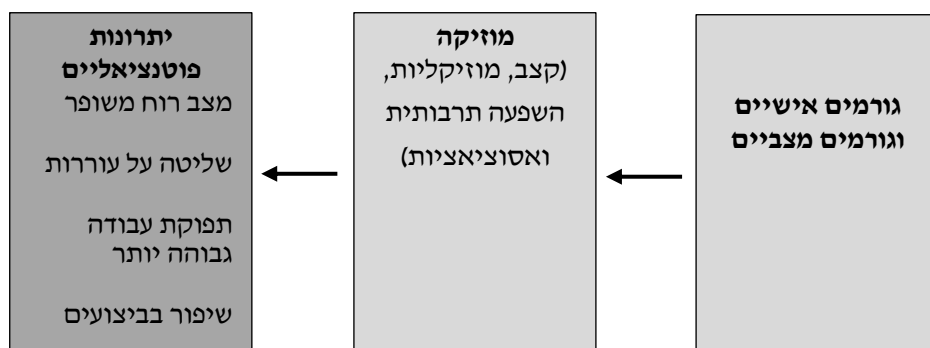 גורמים אישיים
וגורמים מצביים
מוזיקה
(קצב, מוזיקליות,
השפעה תרבותית
ואסוציאציות)
יתרונות
פוטנציאליים
מצב רוח משופר
שליטה על עוררות
תפוקת עבודה
גבוהה יותר
שיפור בביצועים